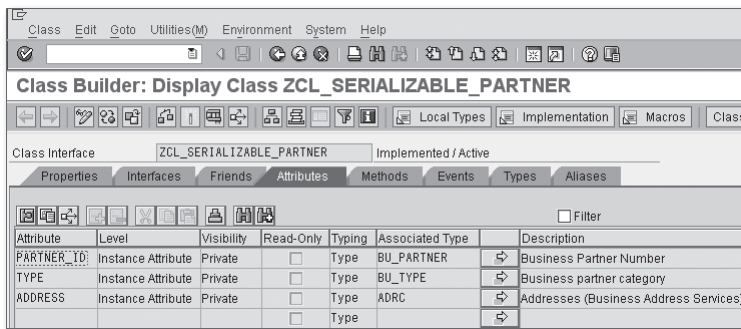 Class Edit Goto Utilities(M) Environment System Help
Class Builder: Display Class ZCL_SERIALIZABLE_PARTNER
Local Types Implementation Macros Class
Class Interface ZCL_SERIALIZABLE_PARTNER Implemented / Active
Properties Interfaces Friends Attributes Methods Events Types Aliases
Filter
Attribute Level Visibility Read-Only Typing Associated Type Description
PARTNER_ID Instance Attribute Private Type BU_PARTNER Business Partner Number
TYPE Instance Attribute Private Type BU_TYPE Business partner category
ADDRESS Instance Attribute Private Type ADRC Addresses (Business Address Services)
Type